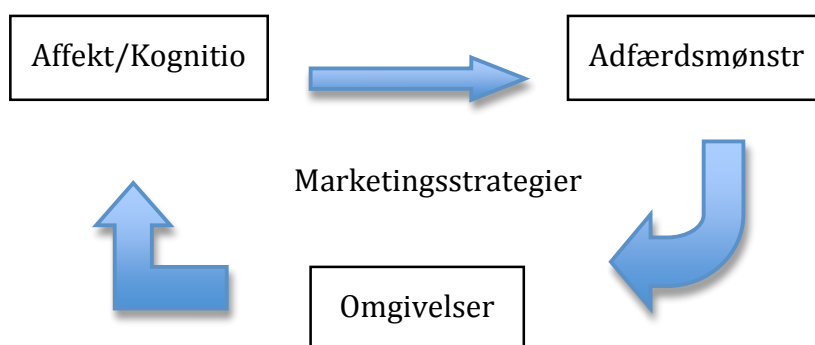 Affekt/Kognitio
Adfærdsmønstr
Marketingsstrategier
Omgivelser